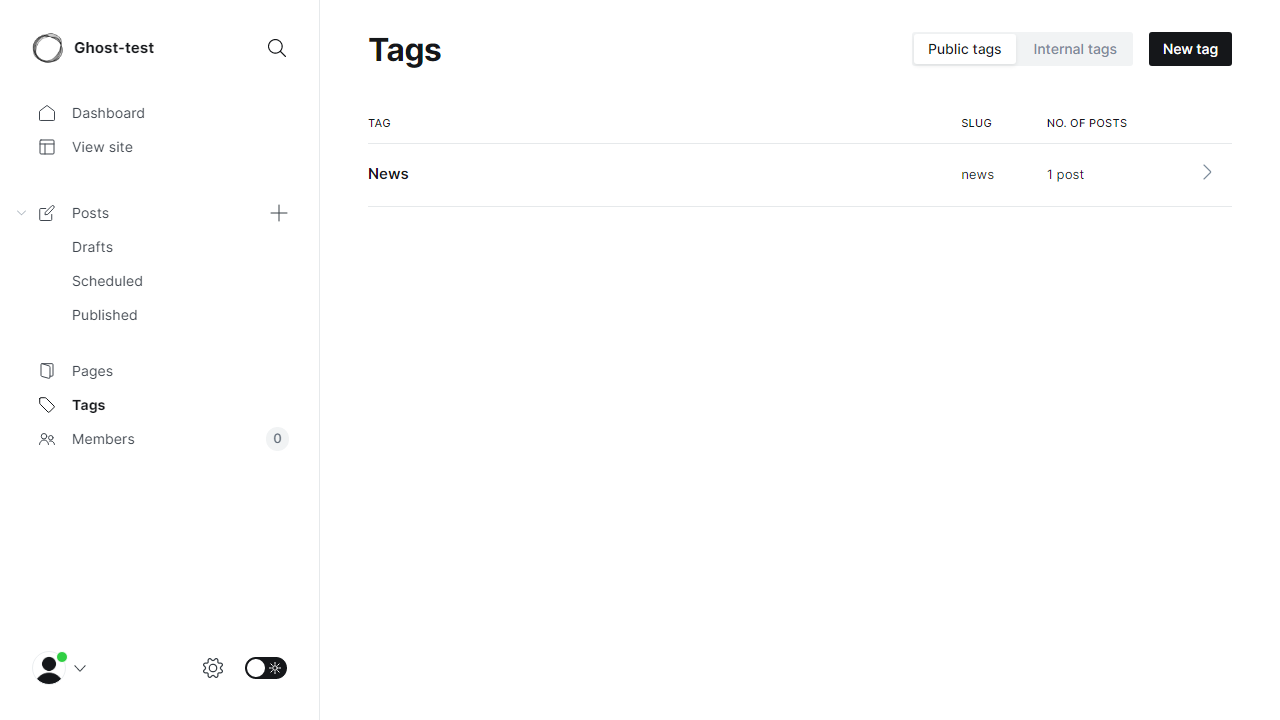 Ghost-test
Dashboard
View site
Posts
Drafts
Scheduled
Published
Pages
Tags
Members 0
Tags
Public tags Internal tags New tag
TAG SLUG NO. OF POSTS
News news 1 post